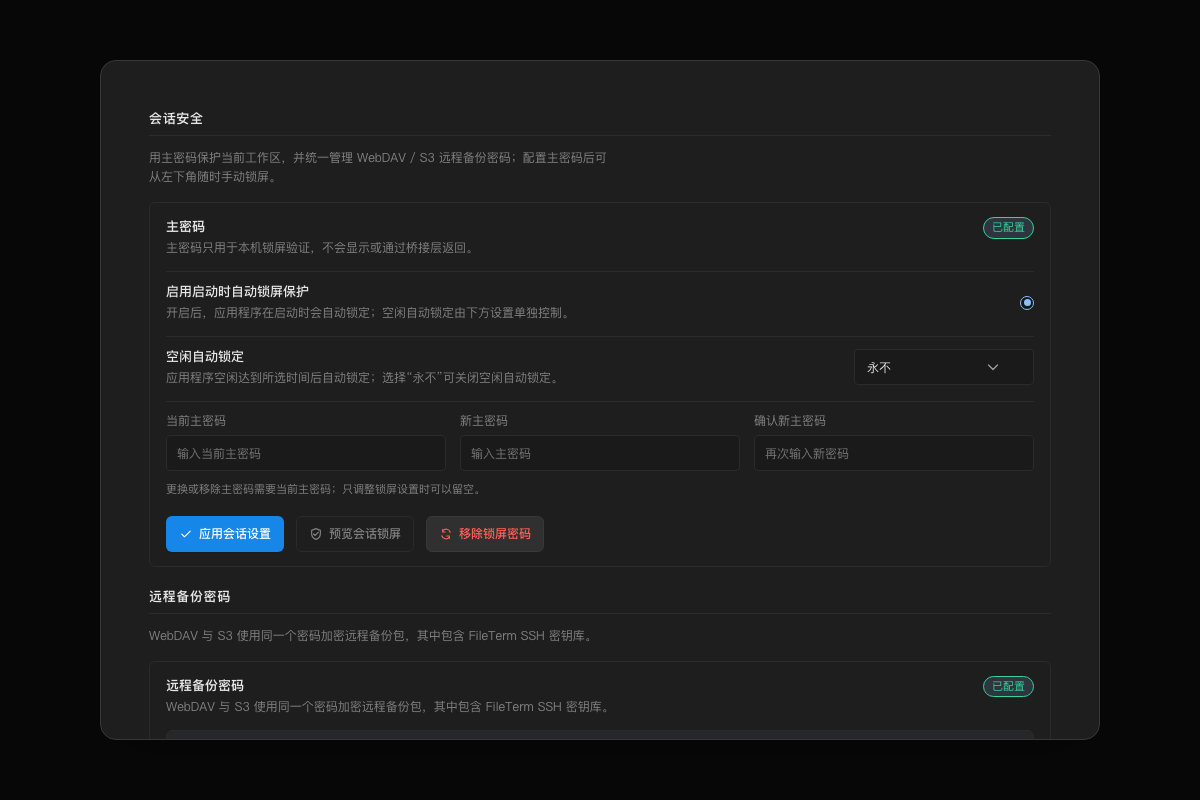 会话安全
用主密码保护当前工作区，并统一管理 WebDAV / S3 远程备份密码；配置主密码后可
从左下角随时手动锁屏。
主密码
已配置
主密码只用于本机锁屏验证，不会显示或通过桥接层返回。
启用启动时自动锁屏保护
开启后，应用程序在启动时会自动锁定；空闲自动锁定由下方设置单独控制。
空闲自动锁定
永不
应用程序空闲达到所选时间后自动锁定；选择“永不”可关闭空闲自动锁定。
当前主密码
新主密码
确认新主密码
输入当前主密码
输入主密码
再次输入新密码
更换或移除主密码需要当前主密码；只调整锁屏设置时可以留空。
应用会话设置
预览会话锁屏
移除锁屏密码
远程备份密码
WebDAV 与 S3 使用同一个密码加密远程备份包，其中包含 FileTerm SSH 密钥库。
远程备份密码
已配置
WebDAV 与 S3 使用同一个密码加密远程备份包，其中包含 FileTerm SSH 密钥库。